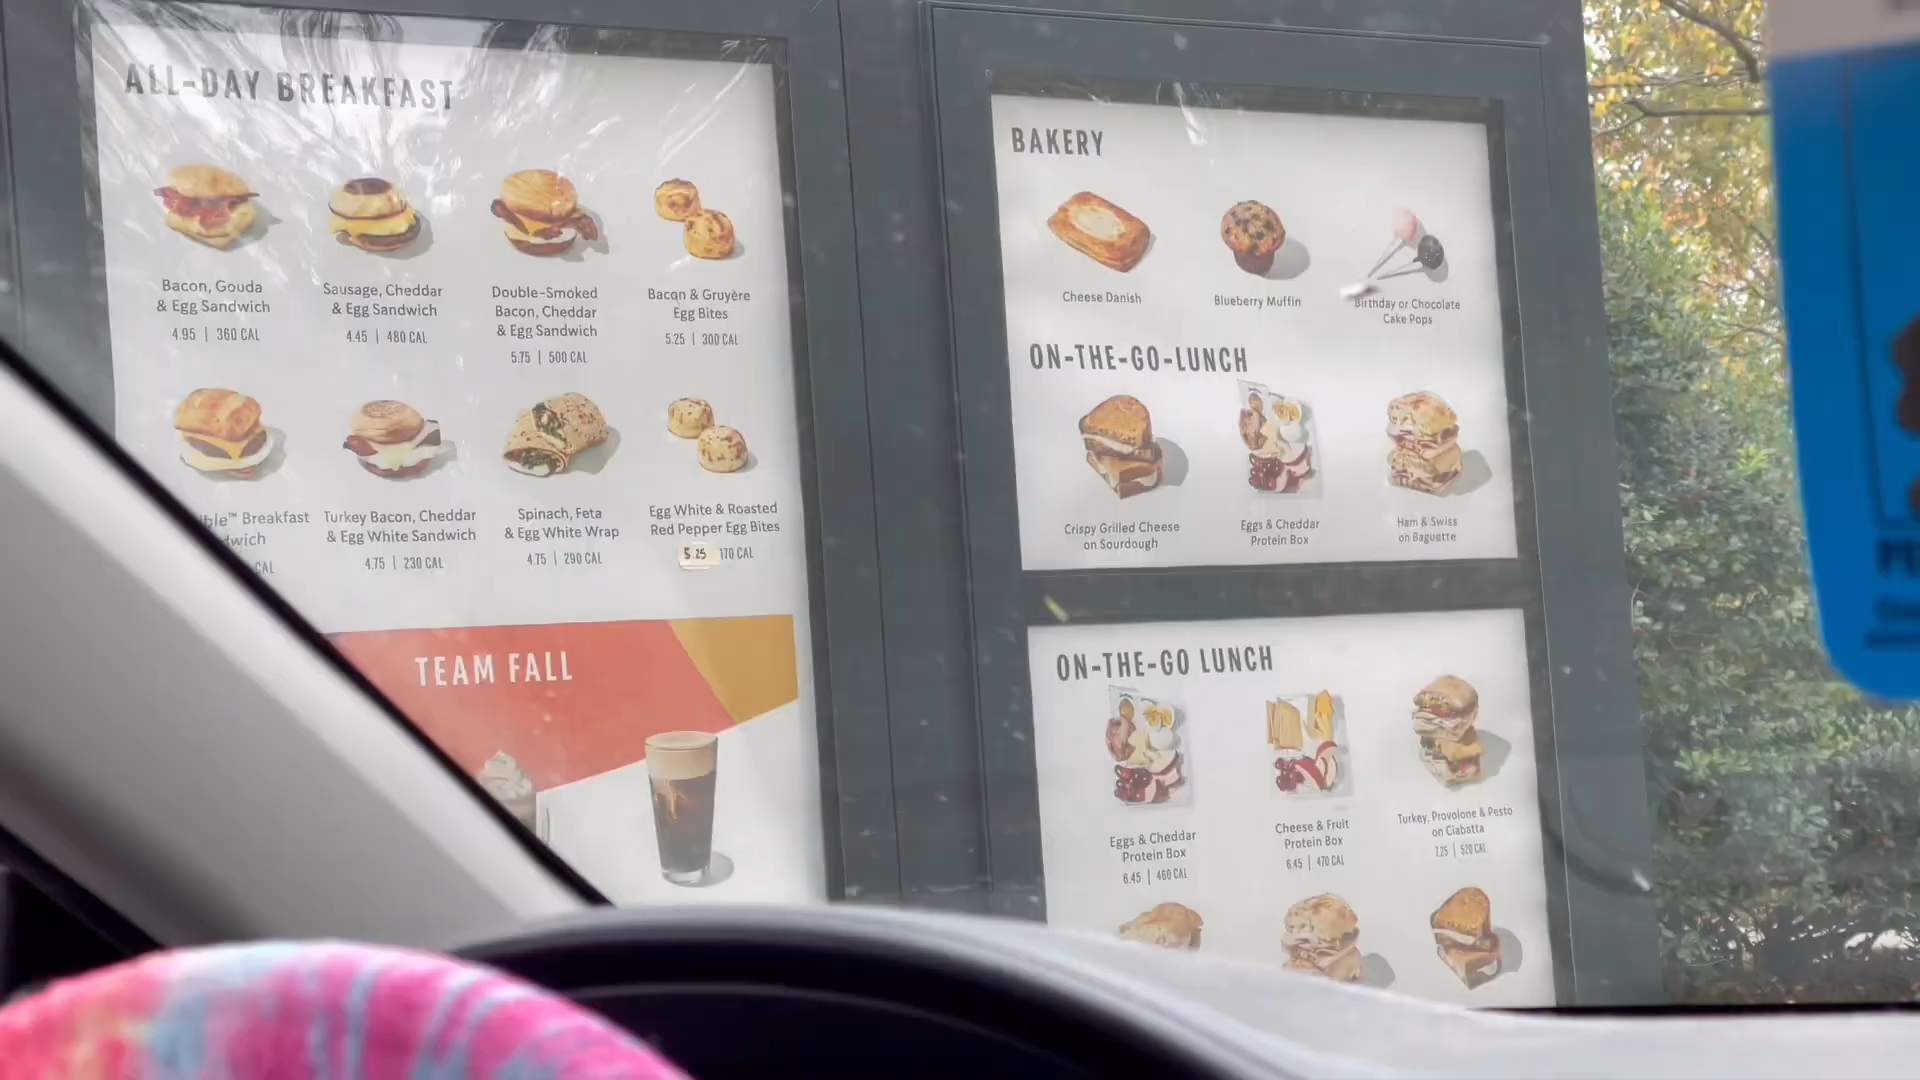 ALL-DAY BREAKFAST
Bacon, Gouda
& Egg Sandwich
4.95 | 360 CAL
Sausage, Cheddar
& Egg Sandwich
4.45 | 480 CAL
Double-Smoked
Bacon, Cheddar
& Egg Sandwich
5.75 | 500 CAL
Bacon & Gruyère
Egg Bites
5.25 | 300 CAL
Breakfast
CAL
Turkey Bacon, Cheddar
& Egg White Sandwich
4.75 | 230 CAL
Spinach, Feta
& Egg White Wrap
4.75 | 290 CAL
Egg White & Roasted
Red Pepper Egg Bites
5.25 170 CAL
TEAM FALL
BAKERY
Cheese Danish
Blueberry Muffin
Birthday or Chocolate
Cake Pops
ON-THE-GO-LUNCH
Crispy Grilled Cheese
on Sourdough
Eggs & Cheddar
Protein Box
Ham & Swiss
on Baguette
ON-THE-GO LUNCH
Eggs & Cheddar
Protein Box
6.45 | 460 CAL
Cheese & Fruit
Protein Box
6.45 | 470 CAL
Turkey, Provolone & Pesto
on Ciabatta
7.25 | 520 CAL